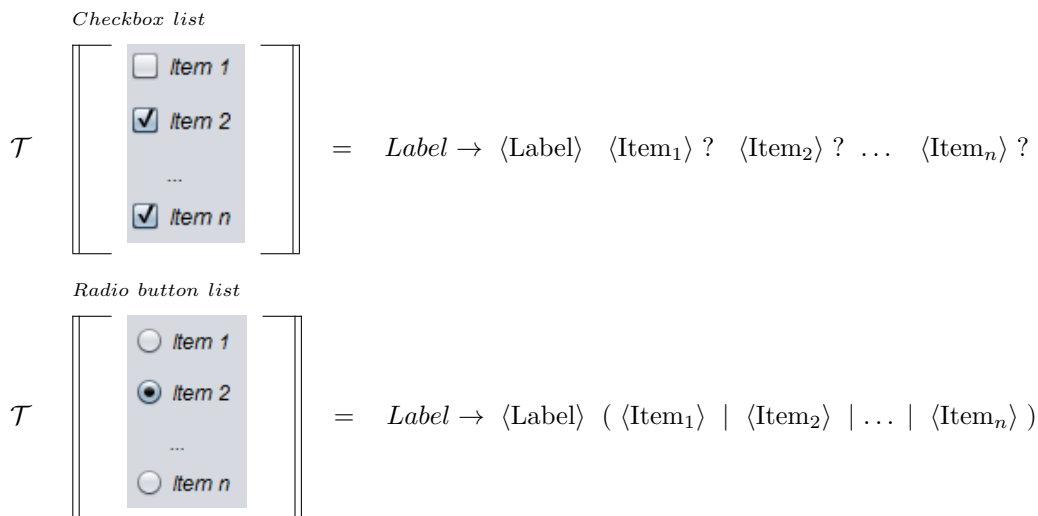 Checkbox list
Item 1
Item 2
...
Item n
𝒯 = Label → ⟨Label⟩ ⟨Item₁⟩ ? ⟨Item₂⟩ ? … ⟨Itemₙ⟩ ?
Radio button list
Item 1
Item 2
...
Item n
𝒯 = Label → ⟨Label⟩ ( ⟨Item₁⟩ | ⟨Item₂⟩ | … | ⟨Itemₙ⟩ )